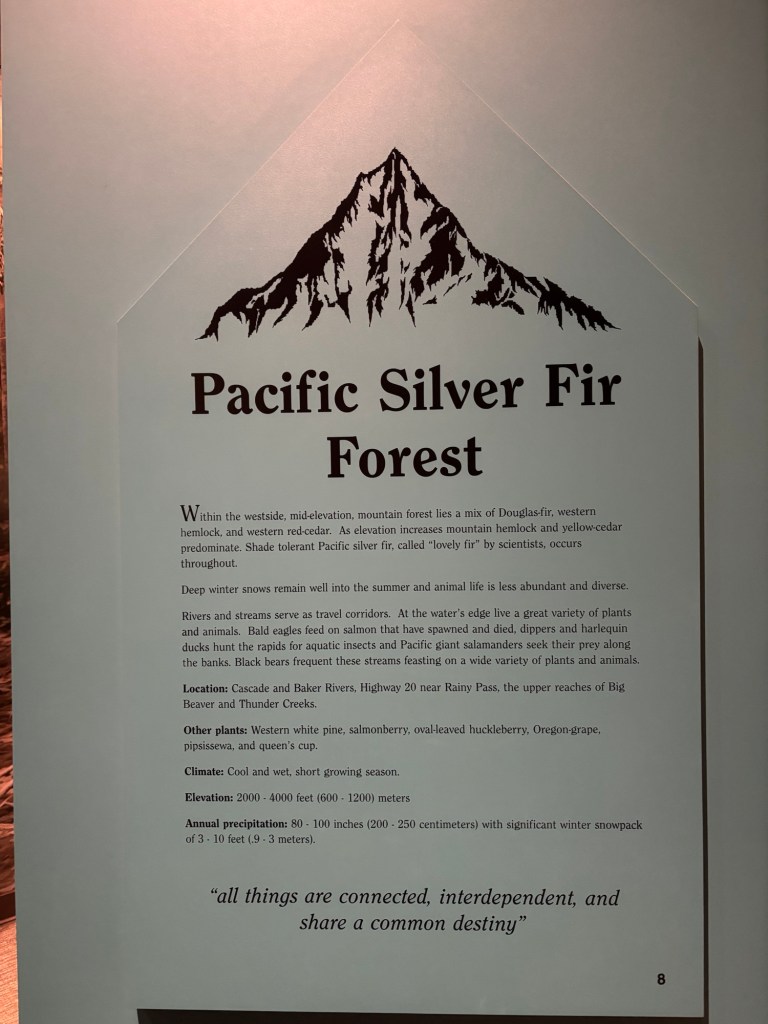 Pacific Silver Fir
Forest
Within the westside, mid-elevation, mountain forest lies a mix of Douglas-fir, western
hemlock, and western red-cedar. As elevation increases mountain hemlock and yellow-cedar
predominate. Shade tolerant Pacific silver fir, called “lovely fir” by scientists, occurs
throughout.
Deep winter snows remain well into the summer and animal life is less abundant and diverse.
Rivers and streams serve as travel corridors. At the water's edge live a great variety of plants
and animals. Bald eagles feed on salmon that have spawned and died, dippers and harlequin
ducks hunt the rapids for aquatic insects and Pacific giant salamanders seek their prey along
the banks. Black bears frequent these streams feasting on a wide variety of plants and animals.
Location: Cascade and Baker Rivers, Highway 20 near Rainy Pass, the upper reaches of Big
Beaver and Thunder Creeks.
Other plants: Western white pine, salmonberry, oval-leaved huckleberry, Oregon-grape,
pipsissewa, and queen's cup.
Climate: Cool and wet, short growing season.
Elevation: 2000 - 4000 feet (600 - 1200) meters
Annual precipitation: 80 - 100 inches (200 - 250 centimeters) with significant winter snowpack
of 3 - 10 feet (.9 - 3 meters).
“all things are connected, interdependent, and
share a common destiny”
8